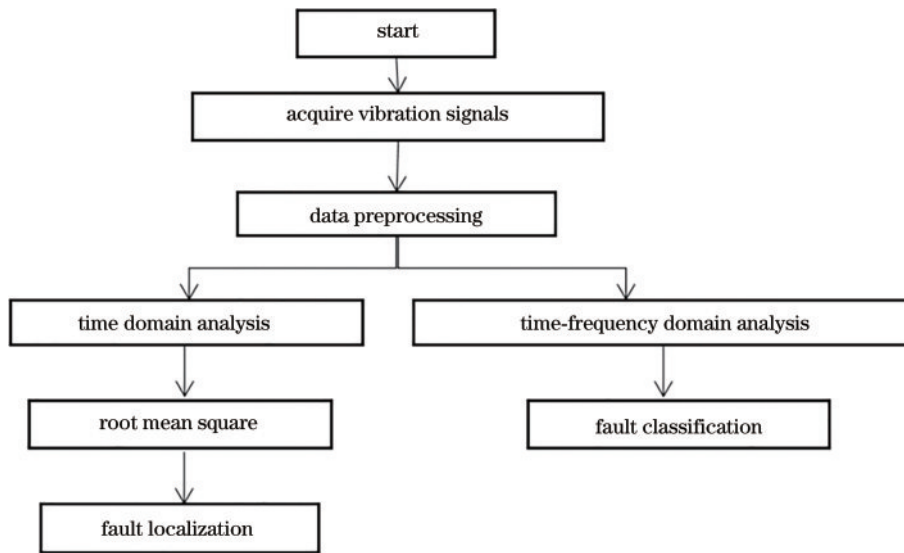 start
acquire vibration signals
data preprocessing
time domain analysis
time-frequency domain analysis
root mean square
fault classification
fault localization